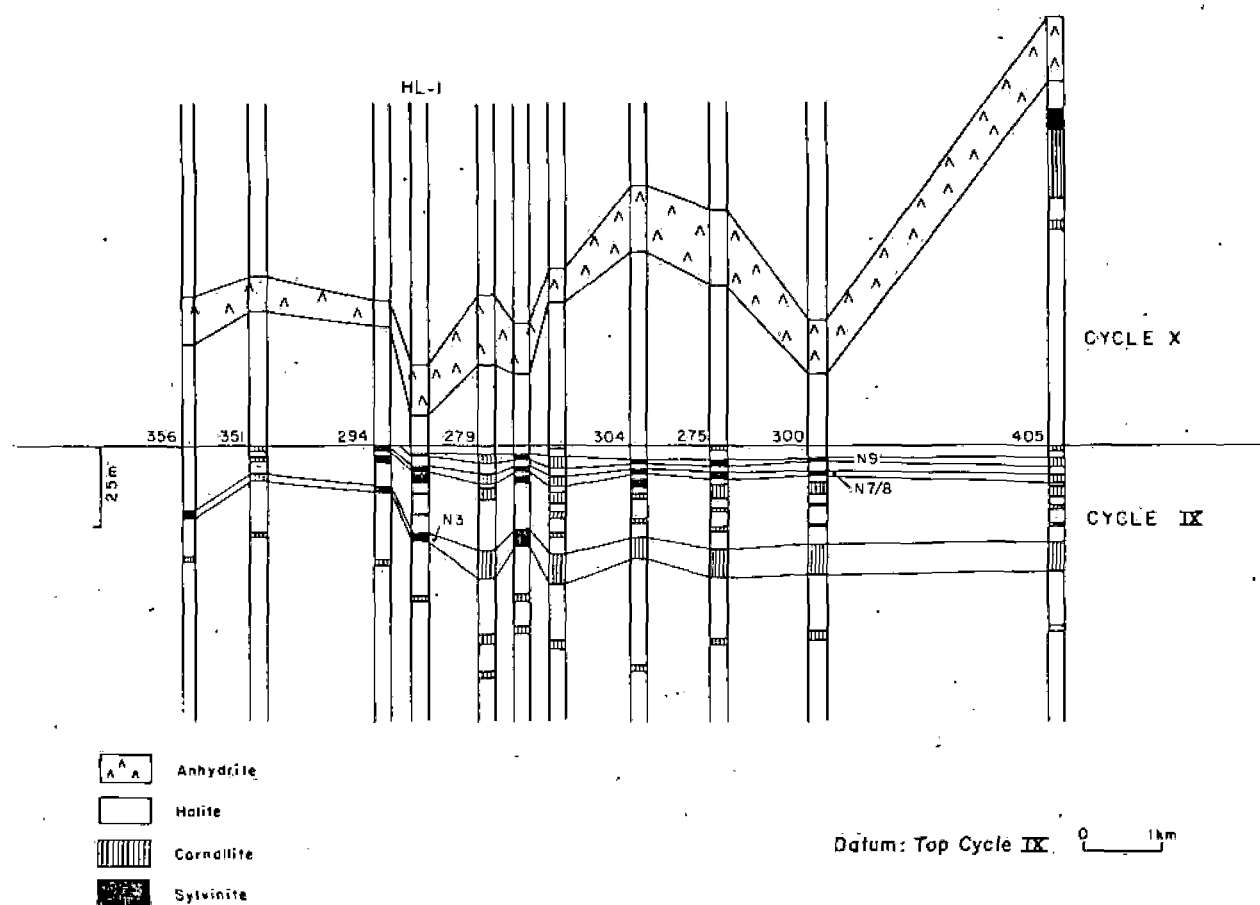 HL-1
CYCLE X
356 351 294 279 304 275 300 405
N9
25m
N7/8
N3
CYCLE IX
Anhydrite
Halite
Carnallite
Sylvinite
Datum: Top Cycle IX
0 1km